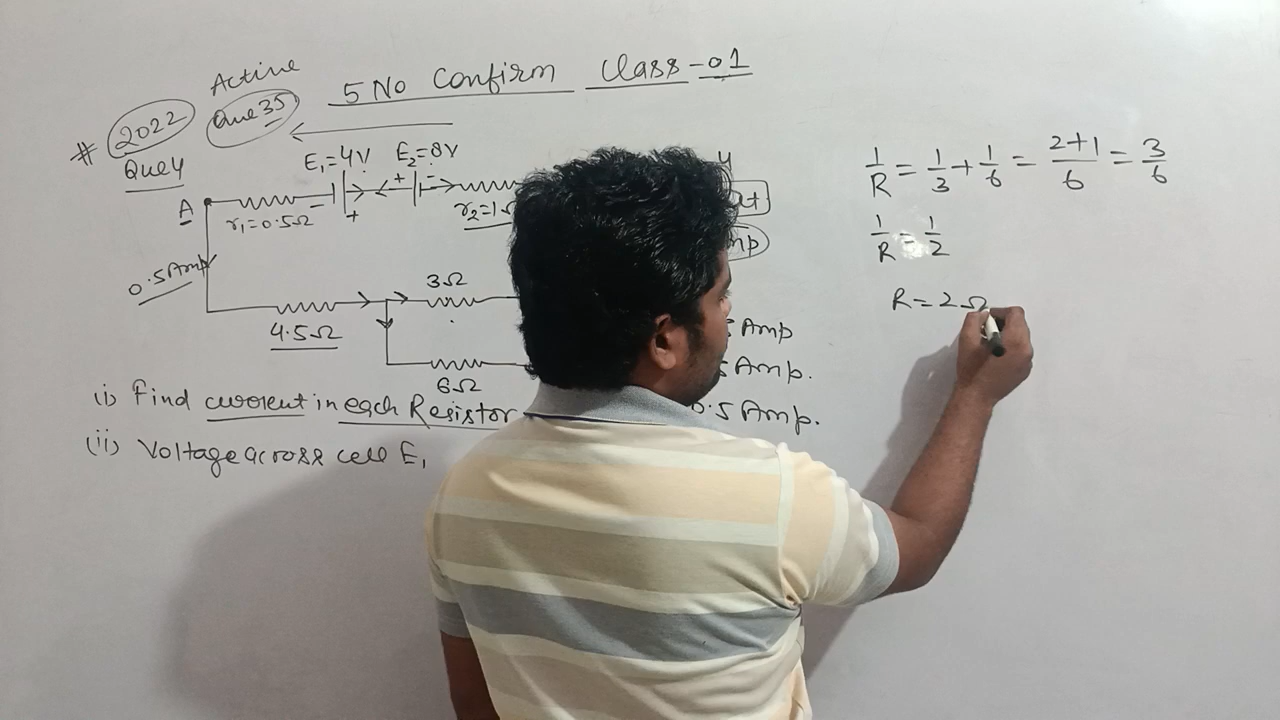 Active
5 No Confirm Class-01
# 2022 Que 35
Que 4
E₁=4V E₂=8V
+ -
A
- +
r₁=0.5Ω r₂=1Ω
0.5Amp
3Ω
4.5Ω
6Ω
Amp
Amp.
0.5 Amp.
i) Find current in each Resistor
(ii) Voltage across cell E₁
1/R = 1/3 + 1/6 = 2+1/6 = 3/6
1/R = 1/2
R = 2Ω